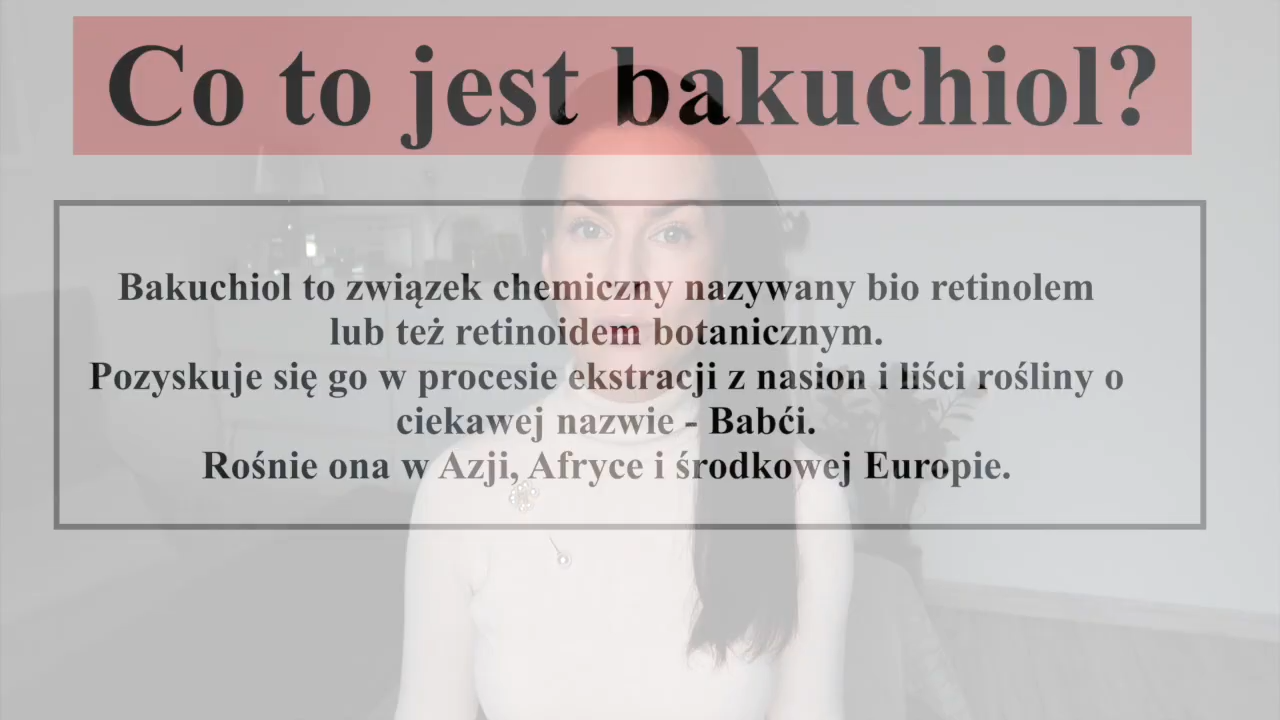 Co to jest bakuchiol?
Bakuchiol to związek chemiczny nazywany bio retinolem
lub też retinoidem botanicznym.
Pozyskuje się go w procesie ekstracji z nasion i liści rośliny o
ciekawej nazwie - Babći.
Rośnie ona w Azji, Afryce i środkowej Europie.